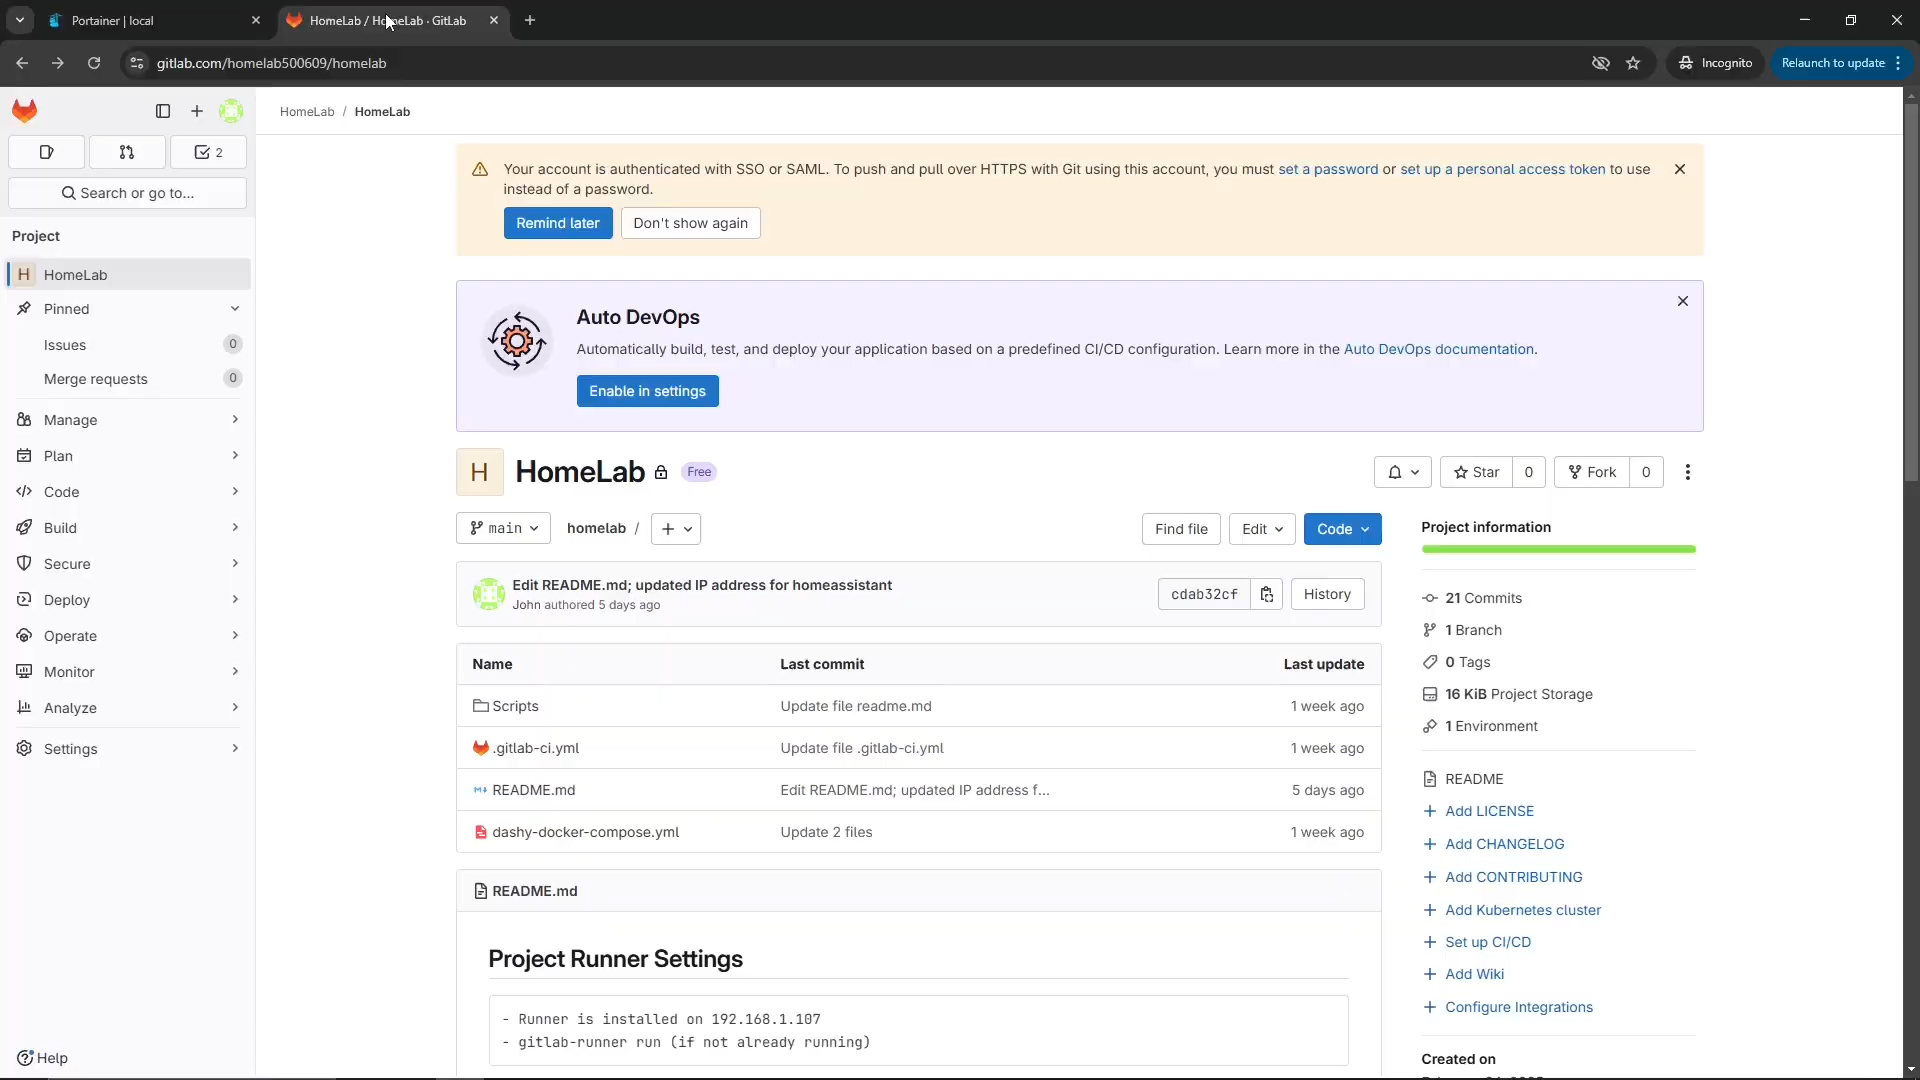 Portainer | local
HomeLab / HomeLab · GitLab
gitlab.com/homelab500609/homelab
Incognito
Relaunch to update
2
Search or go to...
Project
H HomeLab
Pinned
Issues 0
Merge requests 0
Manage
Plan
Code
Build
Secure
Deploy
Operate
Monitor
Analyze
Settings
Help
HomeLab / HomeLab
Your account is authenticated with SSO or SAML. To push and pull over HTTPS with Git using this account, you must set a password or set up a personal access token to use
instead of a password.
Remind later
Don't show again
Auto DevOps
Automatically build, test, and deploy your application based on a predefined CI/CD configuration. Learn more in the Auto DevOps documentation.
Enable in settings
H HomeLab Free
Star 0
Fork 0
main
homelab /
Find file
Edit
Code
Edit README.md; updated IP address for homeassistant
John authored 5 days ago
cdab32cf
History
Name Last commit Last update
Scripts Update file readme.md 1 week ago
.gitlab-ci.yml Update file .gitlab-ci.yml 1 week ago
README.md Edit README.md; updated IP address f... 5 days ago
dashy-docker-compose.yml Update 2 files 1 week ago
README.md
Project Runner Settings
- Runner is installed on 192.168.1.107
- gitlab-runner run (if not already running)
Project information
21 Commits
1 Branch
0 Tags
16 KiB Project Storage
1 Environment
README
Add LICENSE
Add CHANGELOG
Add CONTRIBUTING
Add Kubernetes cluster
Set up CI/CD
Add Wiki
Configure Integrations
Created on